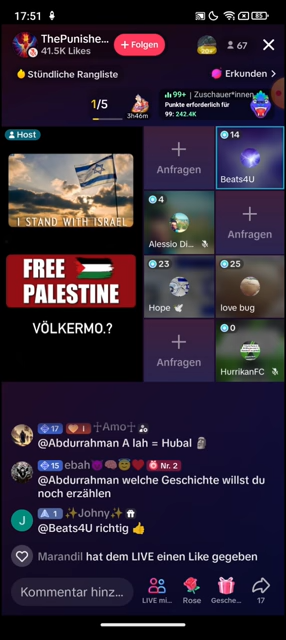 17:51
85
ThePunishe...
41.5K Likes
+ Folgen
67
Stündliche Rangliste
Erkunden >
1/5
3h46m
99+ | Zuschauer*innen
Punkte erforderlich für
99: 242.4K
Host
I STAND WITH ISRAEL
FREE
PALESTINE
VÖLKERMO.?
Anfragen
14
Beats4U
4
Alessio Di...
Anfragen
23
Hope 🕊
25
love bug
Anfragen
0
HurrikanFC
17 I ♱Amo♱
@Abdurrahman A lah = Hubal 🗿
15 ebah😈🧠😇❤️ Nr. 2
@Abdurrahman welche Geschichte willst du
noch erzählen
J
1 ✨Johny✨
@Beats4U richtig 👍
Marandil hat dem LIVE einen Like gegeben
Kommentar hinz...
LIVE mi...
Rose
Gesche...
17